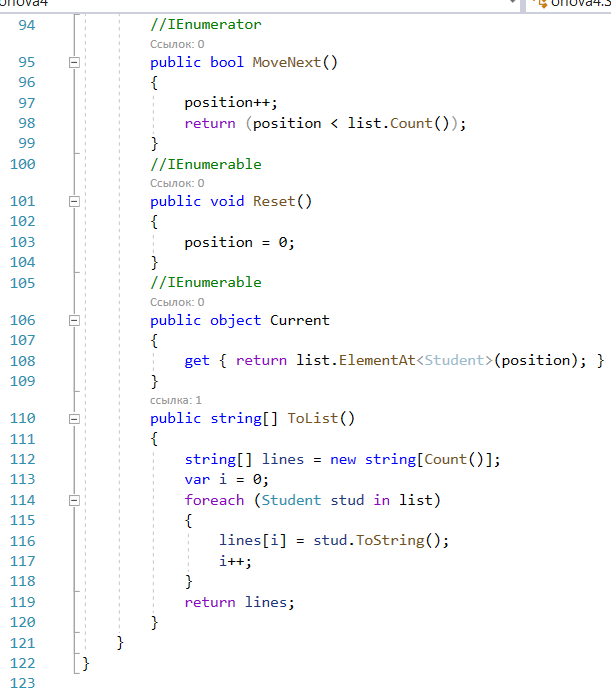 onova4
onova4.S
94 //IEnumerator
Ссылок: 0
95 public bool MoveNext()
96 {
97 position++;
98 return (position < list.Count());
99 }
100 //IEnumerable
Ссылок: 0
101 public void Reset()
102 {
103 position = 0;
104 }
105 //IEnumerable
Ссылок: 0
106 public object Current
107 {
108 get { return list.ElementAt<Student>(position); }
109 }
ссылка: 1
110 public string[] ToList()
111 {
112 string[] lines = new string[Count()];
113 var i = 0;
114 foreach (Student stud in list)
115 {
116 lines[i] = stud.ToString();
117 i++;
118 }
119 return lines;
120 }
121 }
122 }
123